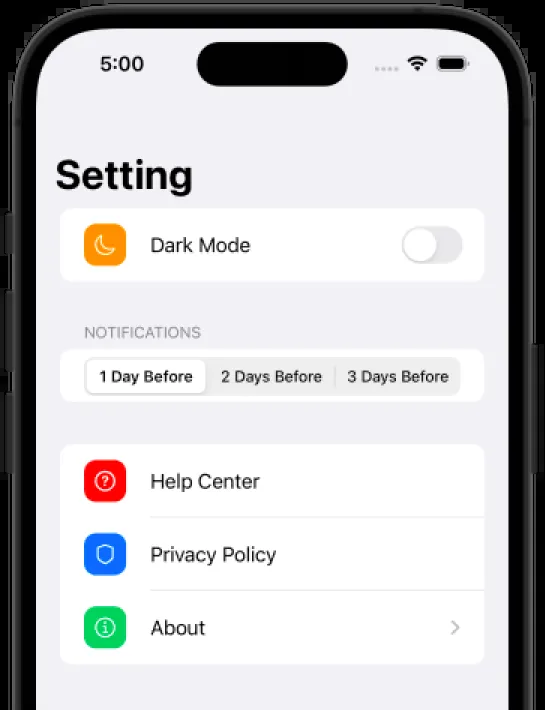 5:00
Setting
Dark Mode
NOTIFICATIONS
1 Day Before 2 Days Before 3 Days Before
Help Center
Privacy Policy
About